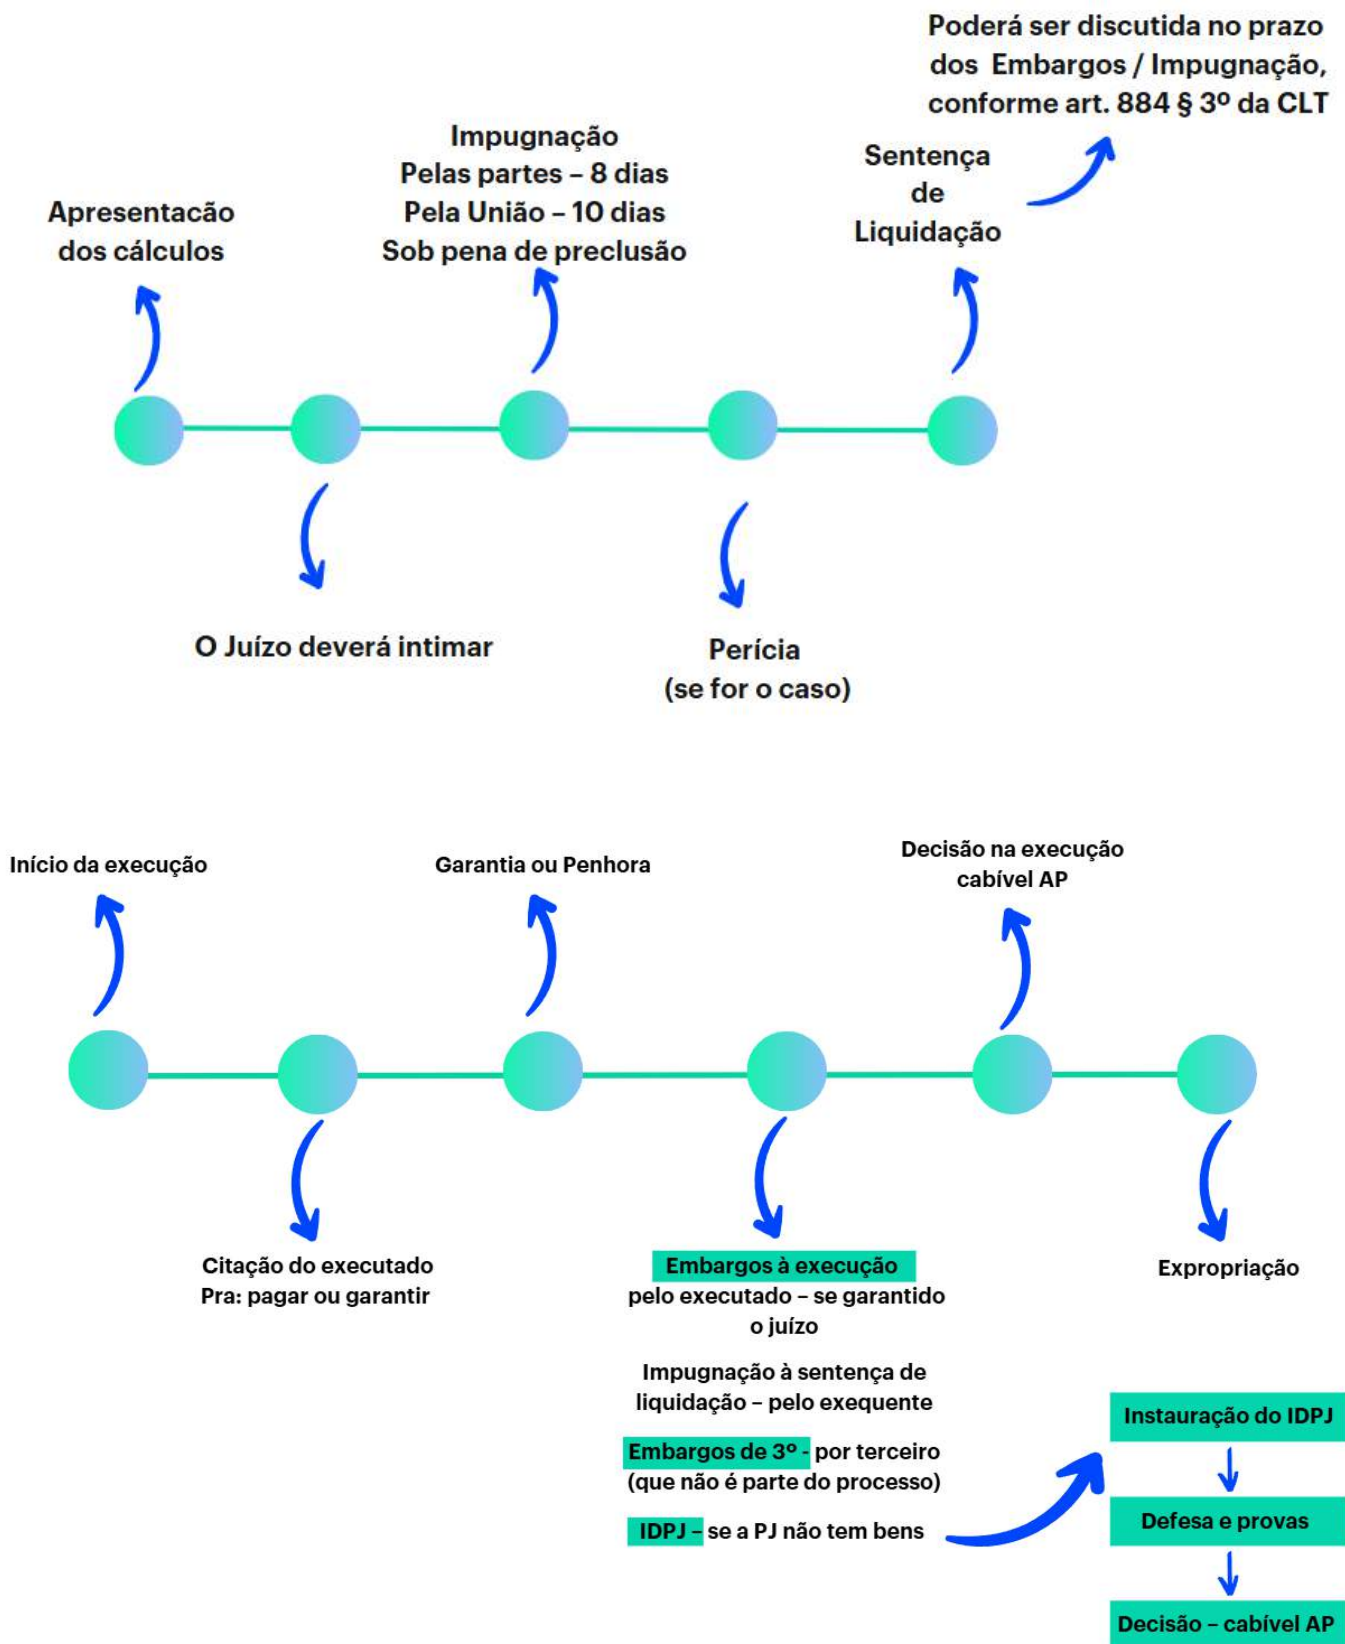 Poderá ser discutida no prazo
dos Embargos / Impugnação,
conforme art. 884 § 3º da CLT
Impugnação
Pelas partes – 8 dias
Pela União – 10 dias
Sob pena de preclusão
Sentença
de
Liquidação
Apresentacão
dos cálculos
O Juízo deverá intimar
Perícia
(se for o caso)
Início da execução
Garantia ou Penhora
Decisão na execução
cabível AP
Citação do executado
Pra: pagar ou garantir
Embargos à execução
pelo executado – se garantido
o juízo
Impugnação à sentença de
liquidação – pelo exequente
Embargos de 3º - por terceiro
(que não é parte do processo)
IDPJ – se a PJ não tem bens
Expropriação
Instauração do IDPJ
Defesa e provas
Decisão – cabível AP